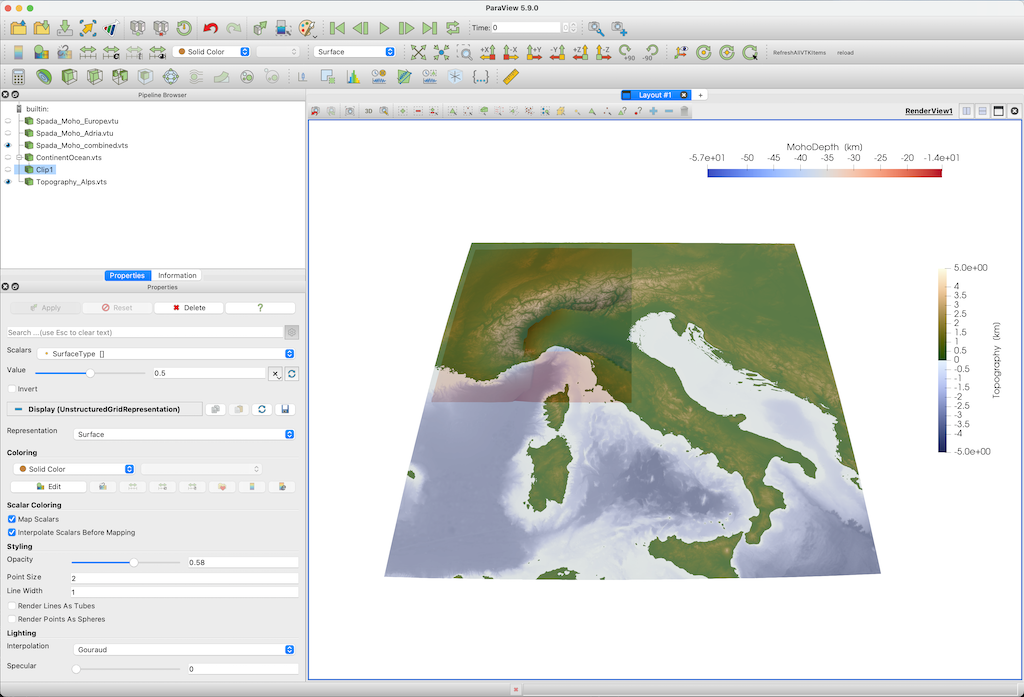 ParaView 5.9.0
Time: 0
Solid Color
Surface
+X
-X
+Y
-Y
+Z
-Z
+90
-90
RefreshAllVTKItems
reload
Pipeline Browser
Layout #1
+
builtin:
Spada_Moho_Europe.vtu
Spada_Moho_Adria.vtu
Spada_Moho_combined.vts
ContinentOcean.vts
Clip1
Topography_Alps.vts
3D
RenderView1
MohoDepth (km)
-5.7e+01 -50 -45 -40 -35 -30 -25 -20 -1.4e+01
5.0e+00
4
3.5
3
2.5
2
1.5
1
0.5
0
-0.5
-1
-1.5
-2
-2.5
-3
-3.5
-4
-5.0e+00
Topography (km)
Properties Information
Properties
Apply Reset Delete ?
Search ... (use Esc to clear text)
Scalars SurfaceType []
Value 0.5
Invert
Display (UnstructuredGridRepresentation)
Representation Surface
Coloring
Solid Color
Edit
Scalar Coloring
Map Scalars
Interpolate Scalars Before Mapping
Styling
Opacity 0.58
Point Size 2
Line Width 1
Render Lines As Tubes
Render Points As Spheres
Lighting
Interpolation Gouraud
Specular 0